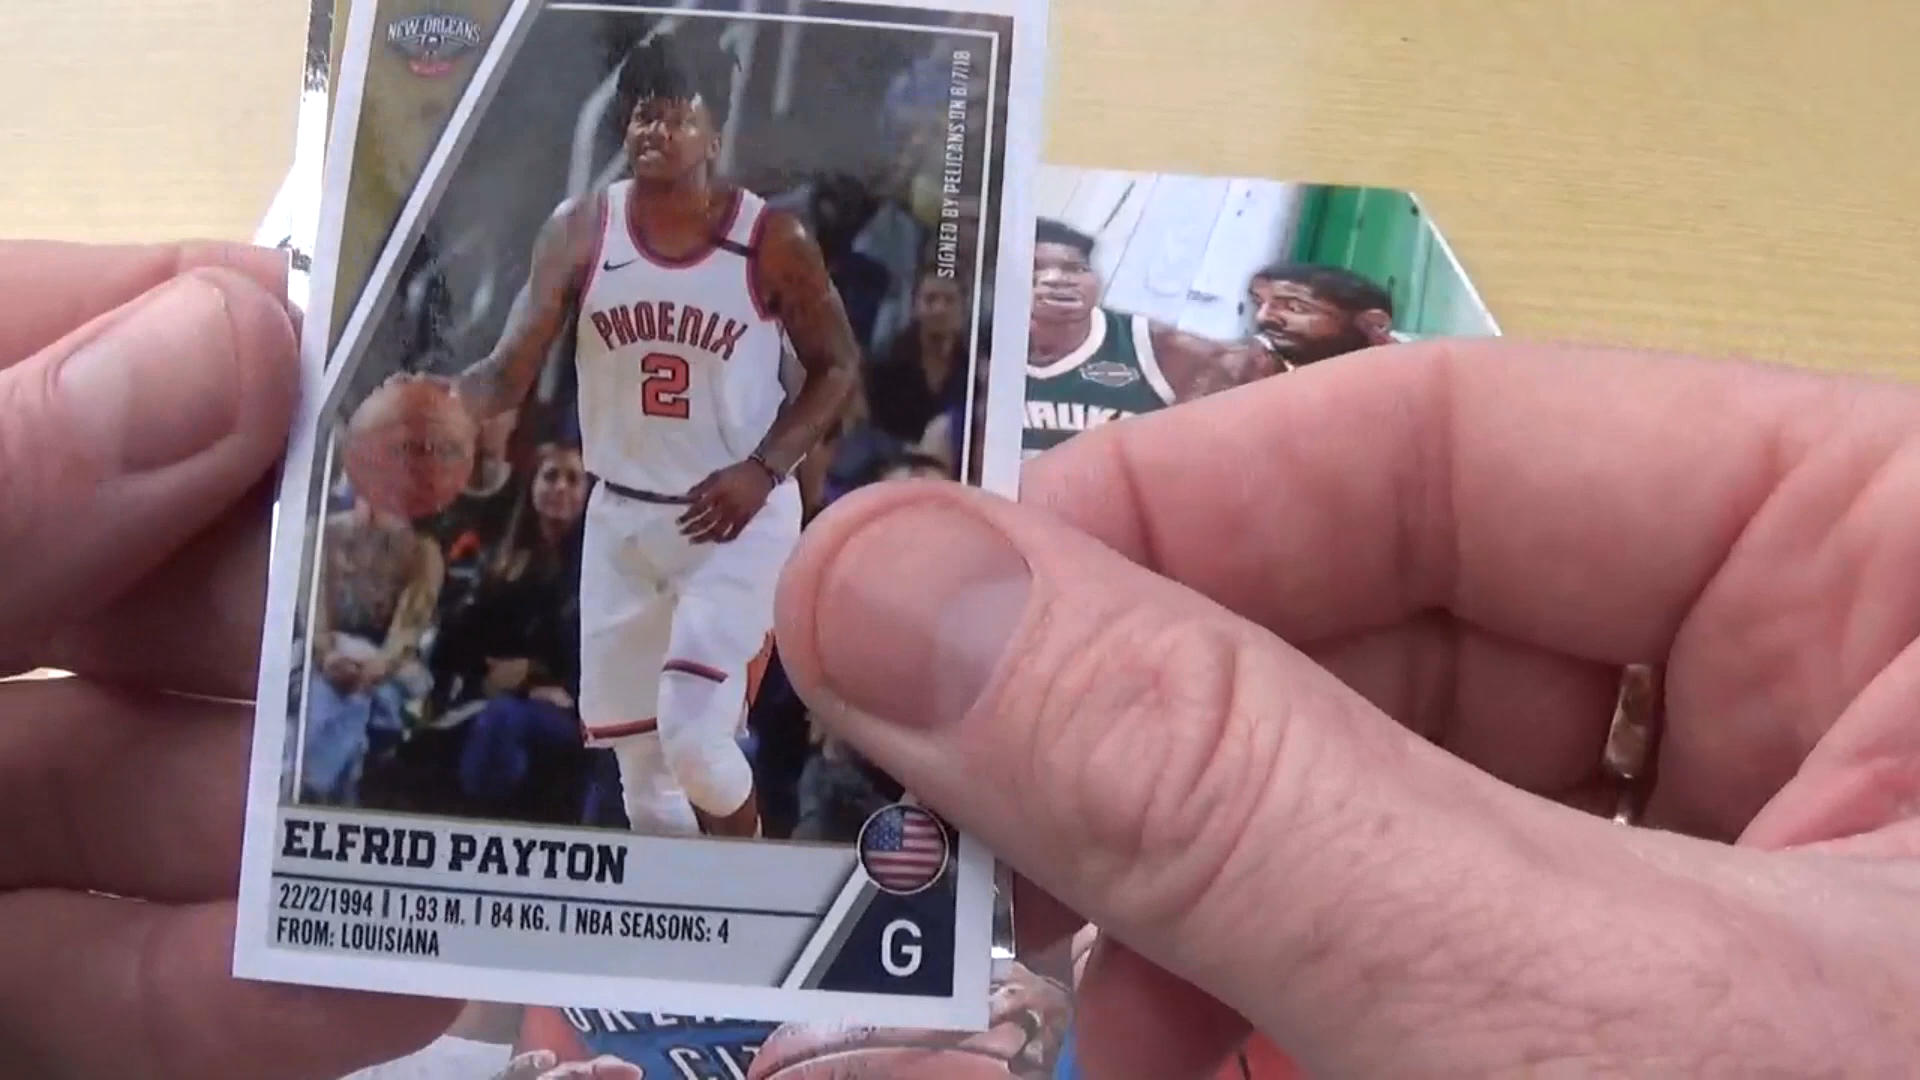 NEW ORLEANS
SIGNED BY PELICANS ON 8/7/18
PHOENIX
2
ELFRID PAYTON
22/2/1994 | 1,93 M. | 84 KG. | NBA SEASONS: 4
FROM: LOUISIANA
G